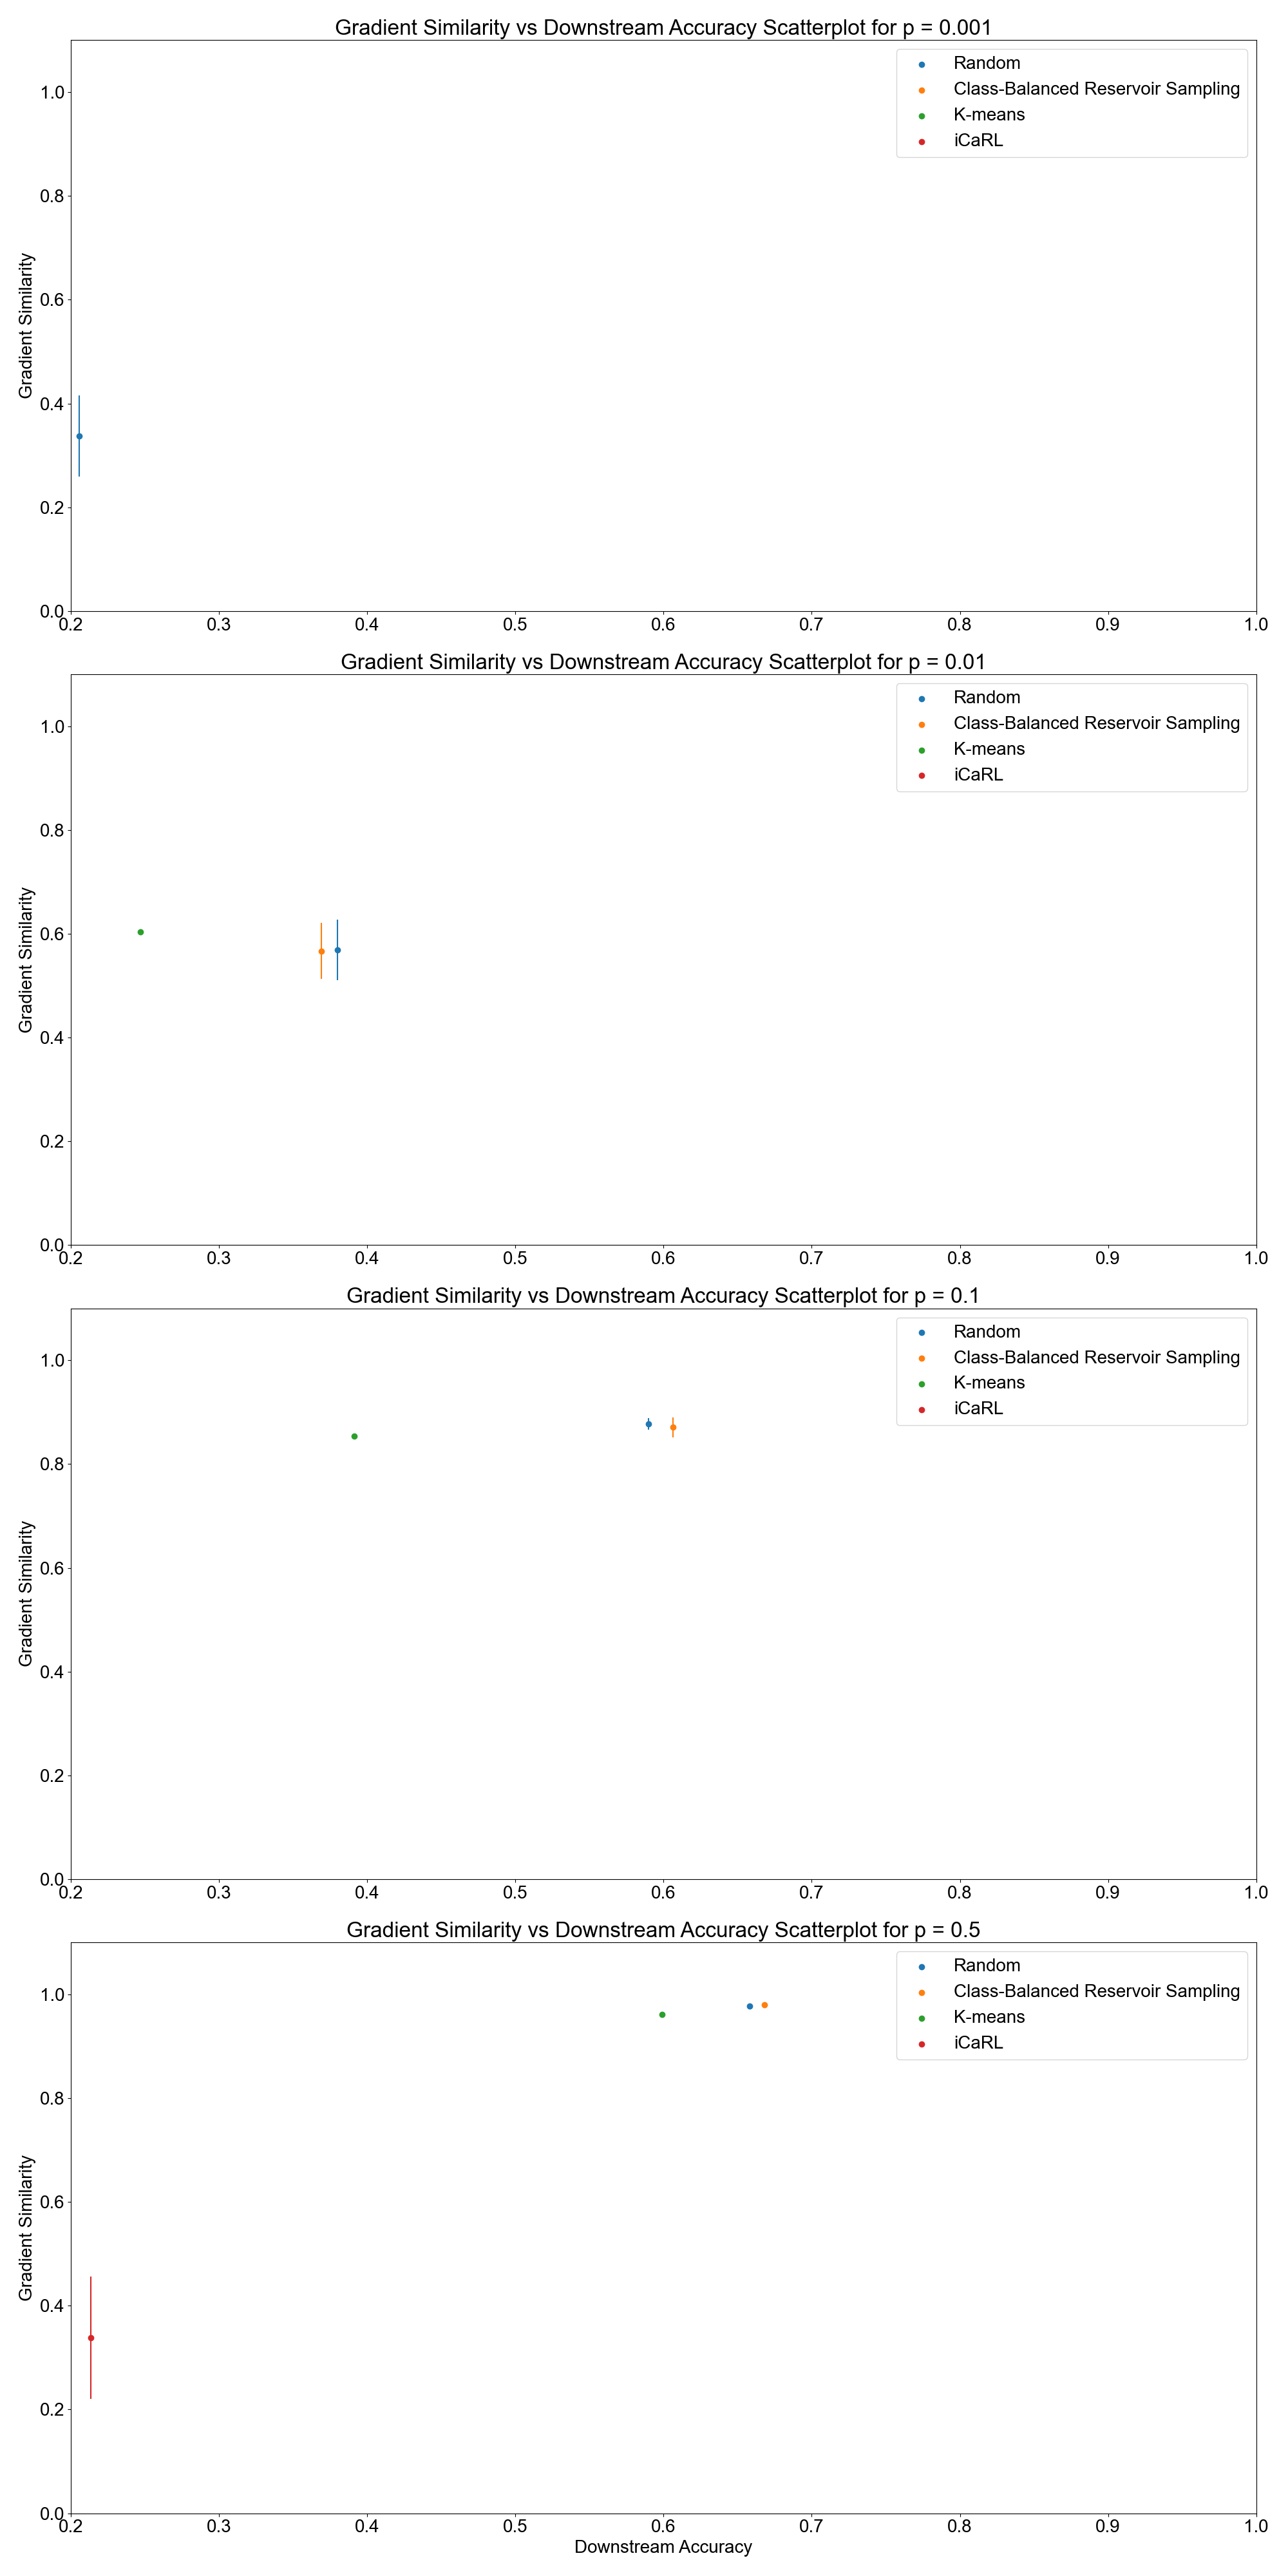 Gradient Similarity vs Downstream Accuracy Scatterplot for p = 0.001
Random
Class-Balanced Reservoir Sampling
K-means
iCaRL
Gradient Similarity
1.0
0.8
0.6
0.4
0.2
0.0
0.2 0.3 0.4 0.5 0.6 0.7 0.8 0.9 1.0
Gradient Similarity vs Downstream Accuracy Scatterplot for p = 0.01
Random
Class-Balanced Reservoir Sampling
K-means
iCaRL
Gradient Similarity
1.0
0.8
0.6
0.4
0.2
0.0
0.2 0.3 0.4 0.5 0.6 0.7 0.8 0.9 1.0
Gradient Similarity vs Downstream Accuracy Scatterplot for p = 0.1
Random
Class-Balanced Reservoir Sampling
K-means
iCaRL
Gradient Similarity
1.0
0.8
0.6
0.4
0.2
0.0
0.2 0.3 0.4 0.5 0.6 0.7 0.8 0.9 1.0
Gradient Similarity vs Downstream Accuracy Scatterplot for p = 0.5
Random
Class-Balanced Reservoir Sampling
K-means
iCaRL
Gradient Similarity
1.0
0.8
0.6
0.4
0.2
0.0
0.2 0.3 0.4 0.5 0.6 0.7 0.8 0.9 1.0
Downstream Accuracy